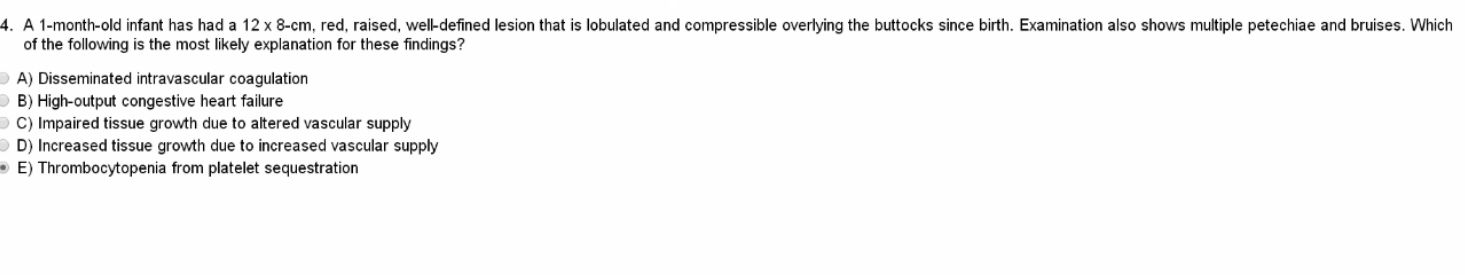 4. A 1-month-old infant has had a 12 x 8-cm, red, raised, well-defined lesion that is lobulated and compressible overlying the buttocks since birth. Examination also shows multiple petechiae and bruises. Which
of the following is the most likely explanation for these findings?
A) Disseminated intravascular coagulation
B) High-output congestive heart failure
C) Impaired tissue growth due to altered vascular supply
D) Increased tissue growth due to increased vascular supply
E) Thrombocytopenia from platelet sequestration